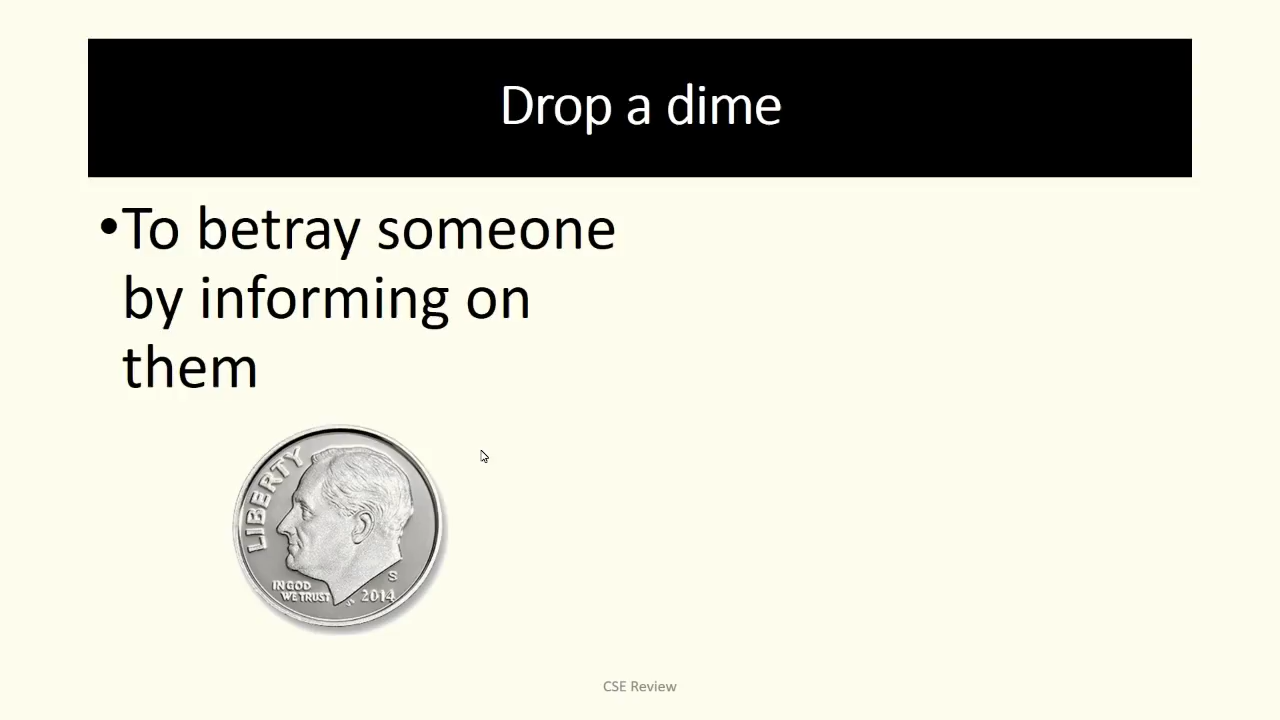 Drop a dime
•To betray someone
by informing on
them
LIBERTY
IN GOD
WE TRUST
S
2014
CSE Review